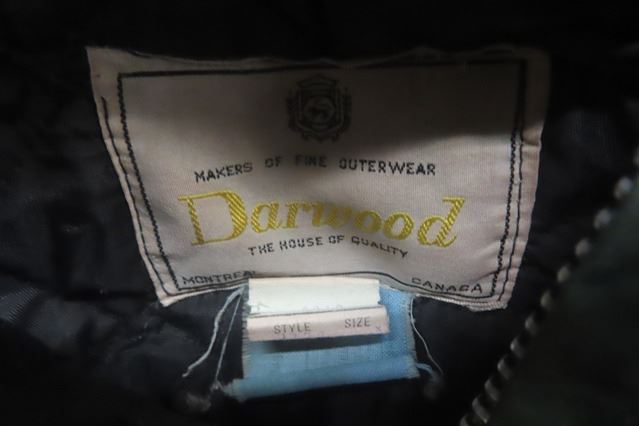 MAKERS OF FINE OUTERWEAR
Darwood
THE HOUSE OF QUALITY
MONTREAL CANADA
STYLE SIZE